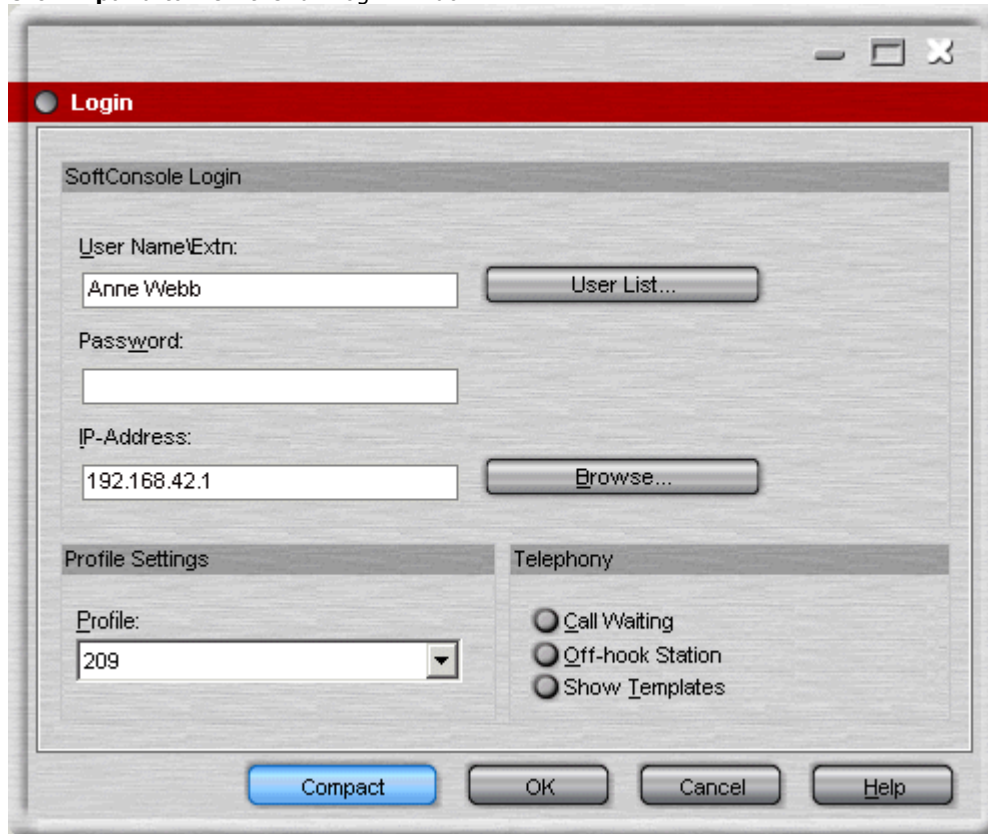 Login
SoftConsole Login
User Name\Extn:
Anne Webb
User List...
Password:
IP-Address:
192.168.42.1
Browse...
Profile Settings
Telephony
Profile:
209
Call Waiting
Off-hook Station
Show Templates
Compact
OK
Cancel
Help